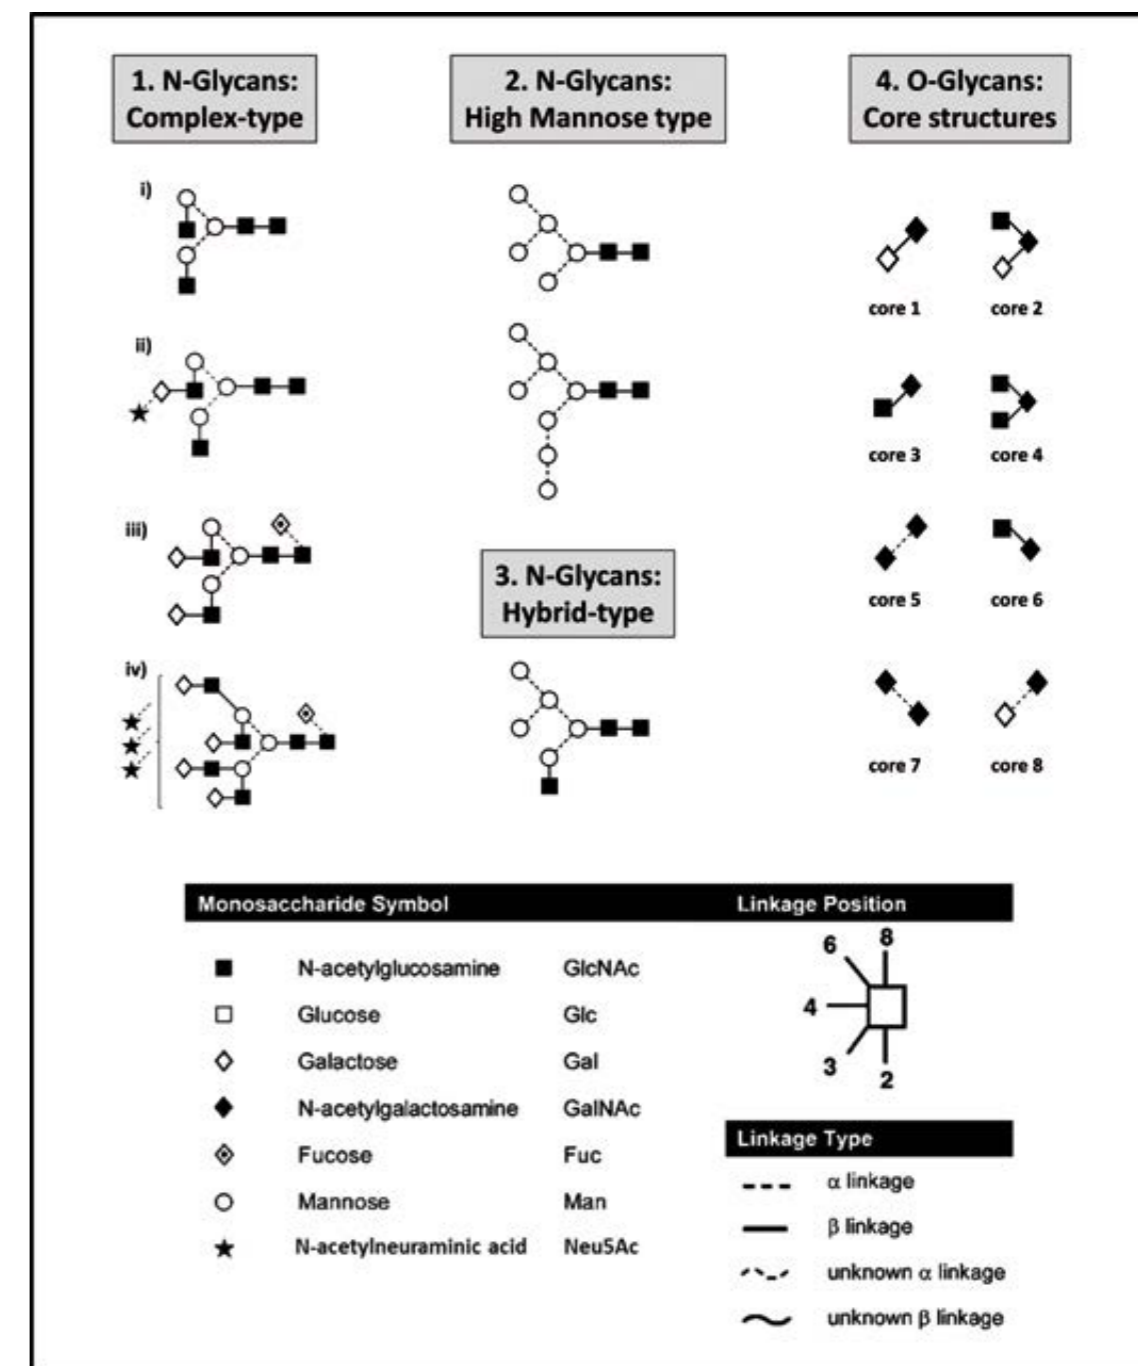 1. N-Glycans:
Complex-type
2. N-Glycans:
High Mannose type
4. O-Glycans:
Core structures
i)
ii)
iii)
iv)
3. N-Glycans:
Hybrid-type
core 1
core 2
core 3
core 4
core 5
core 6
core 7
core 8
Monosaccharide Symbol
N-acetylglucosamine GlcNAc
Glucose Glc
Galactose Gal
N-acetylgalactosamine GalNAc
Fucose Fuc
Mannose Man
N-acetylneuraminic acid Neu5Ac
Linkage Position
6
8
4
3
2
Linkage Type
α linkage
β linkage
unknown α linkage
unknown β linkage